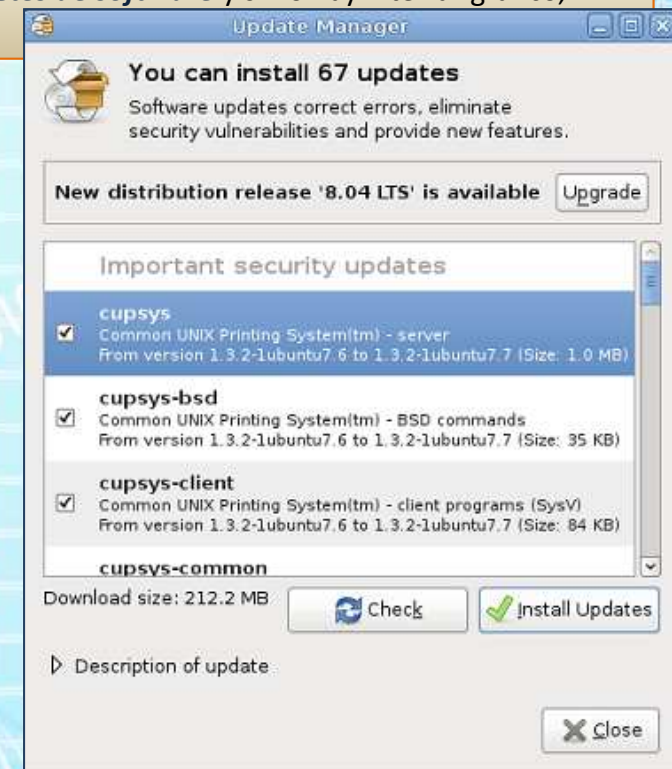 Update Manager
You can install 67 updates
Software updates correct errors, eliminate
security vulnerabilities and provide new features.
New distribution release '8.04 LTS' is available Upgrade
Important security updates
cupsys
Common UNIX Printing System(tm) - server
From version 1.3.2-1ubuntu7.6 to 1.3.2-1ubuntu7.7 (Size: 1.0 MB)
cupsys-bsd
Common UNIX Printing System(tm) - BSD commands
From version 1.3.2-1ubuntu7.6 to 1.3.2-1ubuntu7.7 (Size: 35 KB)
cupsys-client
Common UNIX Printing System(tm) - client programs (SysV)
From version 1.3.2-1ubuntu7.6 to 1.3.2-1ubuntu7.7 (Size: 84 KB)
cupsys-common
Download size: 212.2 MB Check Install Updates
Description of update
Close